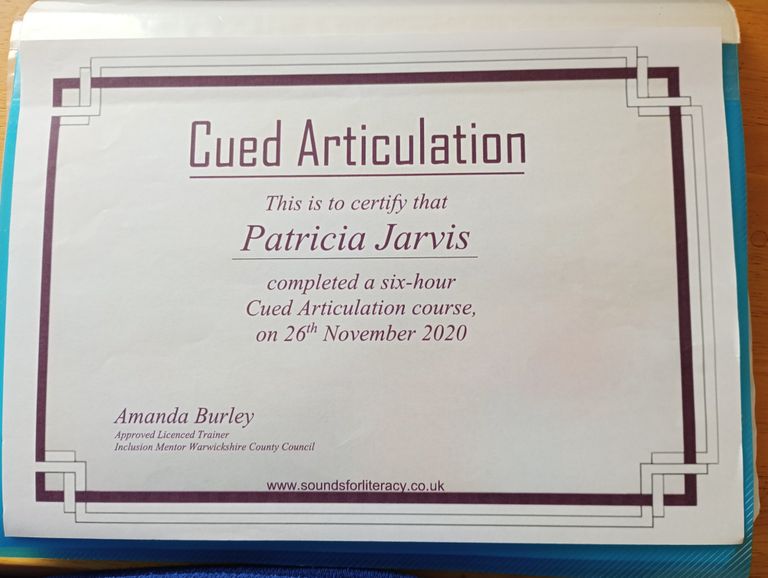 Cued Articulation
This is to certify that
Patricia Jarvis
completed a six-hour
Cued Articulation course,
on 26th November 2020
Amanda Burley
Approved Licenced Trainer
Inclusion Mentor Warwickshire County Council
www.soundsforliteracy.co.uk